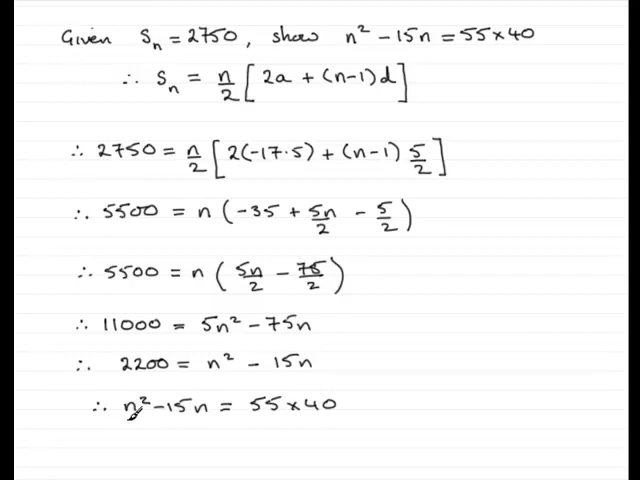 Given Sₙ = 2750, show n² - 15n = 55 × 40
∴ Sₙ = n/2 [2a + (n-1)d]
∴ 2750 = n/2 [2(-17·5) + (n-1) 5/2]
∴ 5500 = n (-35 + 5n/2 - 5/2)
∴ 5500 = n (5n/2 - 75/2)
∴ 11000 = 5n² - 75n
∴ 2200 = n² - 15n
∴ n² - 15n = 55 × 40